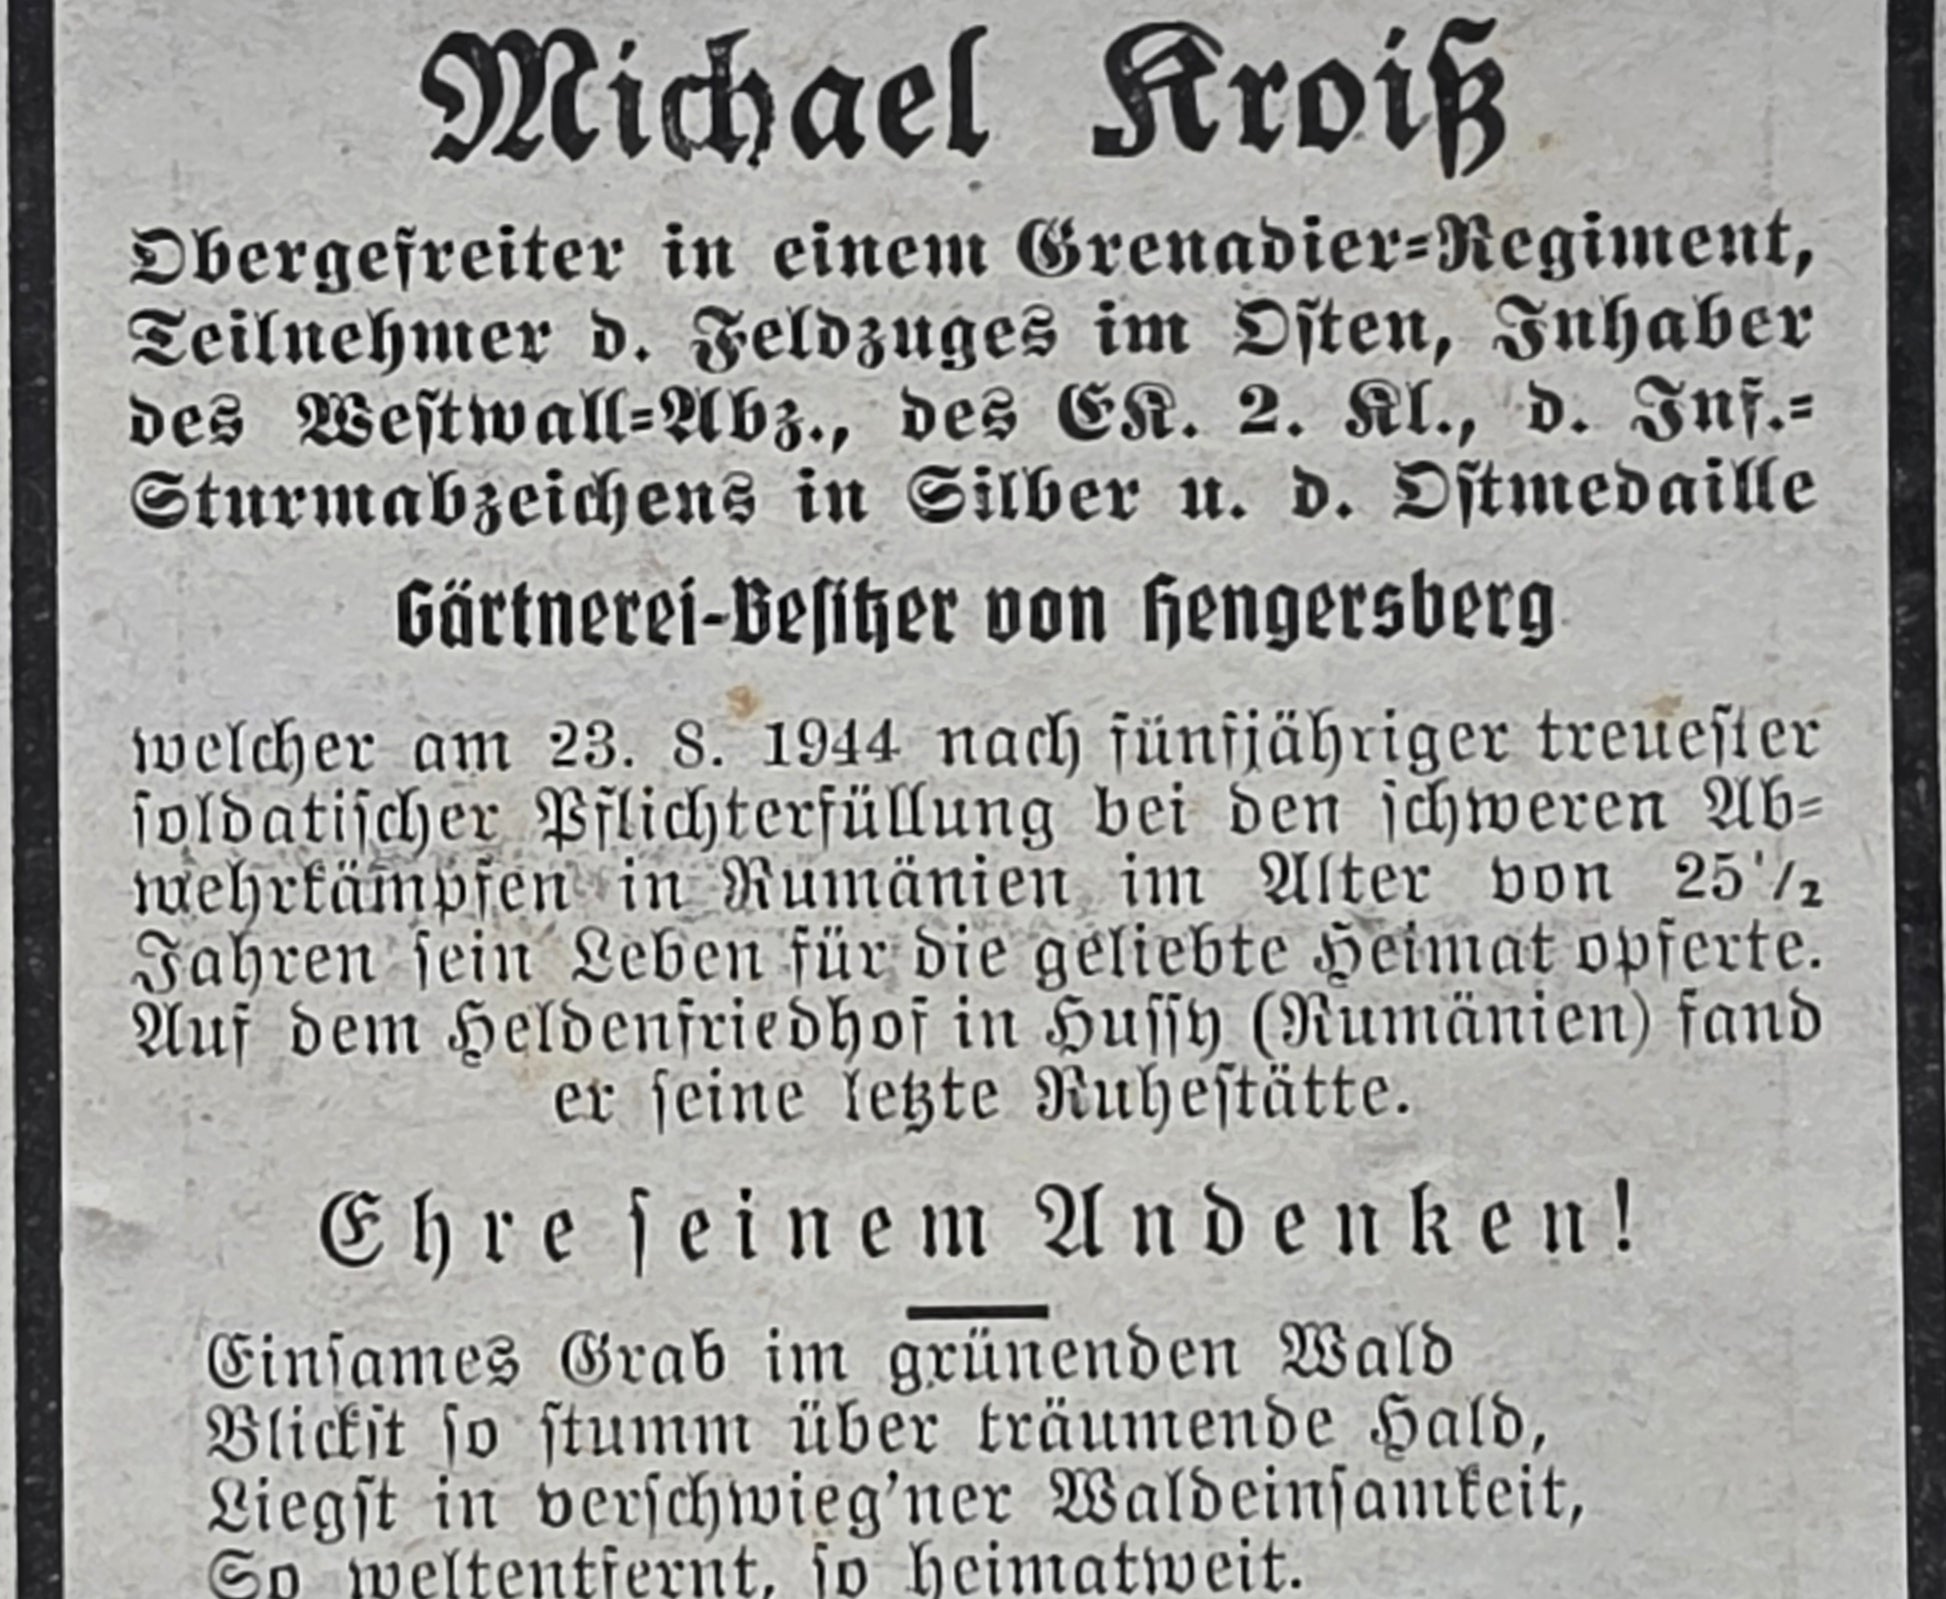 Michael Kroiß
Obergefreiter in einem Grenadier-Regiment,
Teilnehmer d. Feldzuges im Osten, Inhaber
des Westwall-Abz., des EK. 2. Kl., d. Inf.-
Sturmabzeichens in Silber u. d. Ostmedaille
Gärtnerei-Besitzer von Hengersberg
welcher am 23. 8. 1944 nach fünfjähriger treuester
soldatischer Pflichterfüllung bei den schweren Ab-
wehrkämpfen in Rumänien im Alter von 25 1/2
Jahren sein Leben für die geliebte Heimat opferte.
Auf dem Heldenfriedhof in Hussy (Rumänien) fand
er seine letzte Ruhestätte.
Ehre seinem Andenken!
Einsames Grab im grünenden Wald
Blickst so stumm über träumende Hald,
Liegst in verschwieg'ner Waldeinsamkeit,
So weltentfernt, so heimatweit.